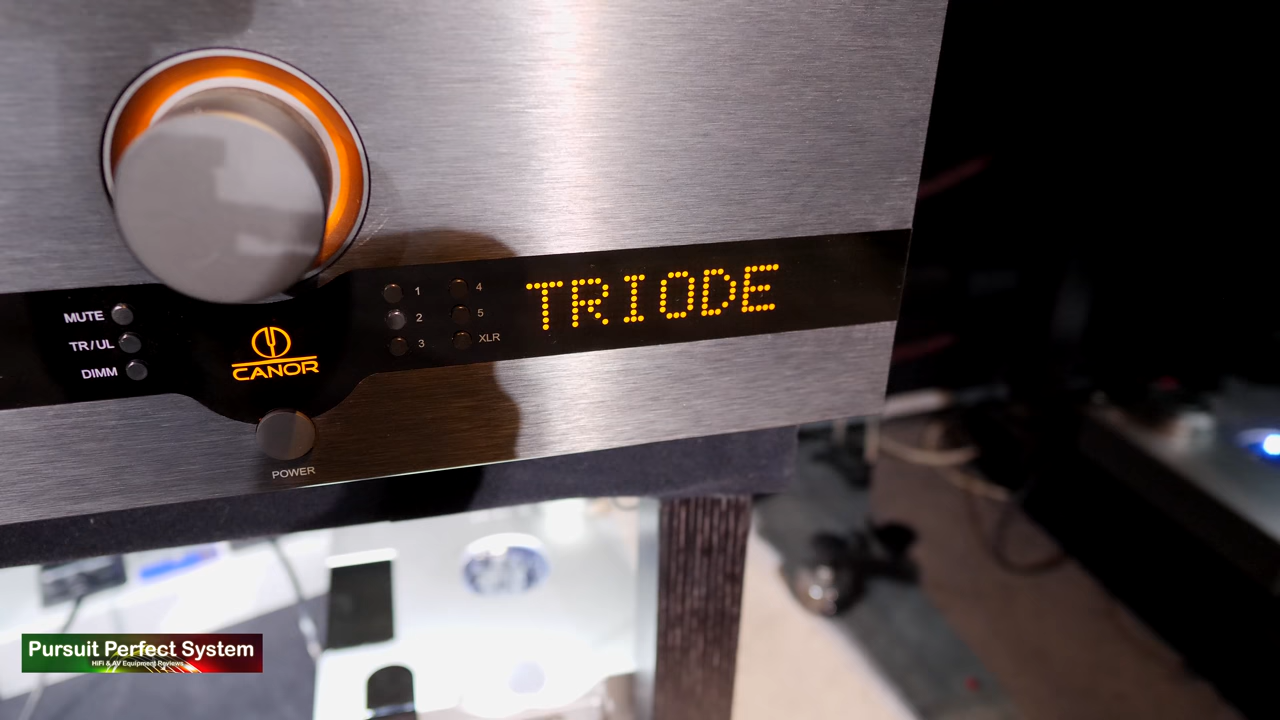 MUTE
TR/UL
DIMM
CANOR
POWER
1
2
3
4
5
XLR
TRIODE
Pursuit Perfect System
HiFi & AV Equipment Reviews